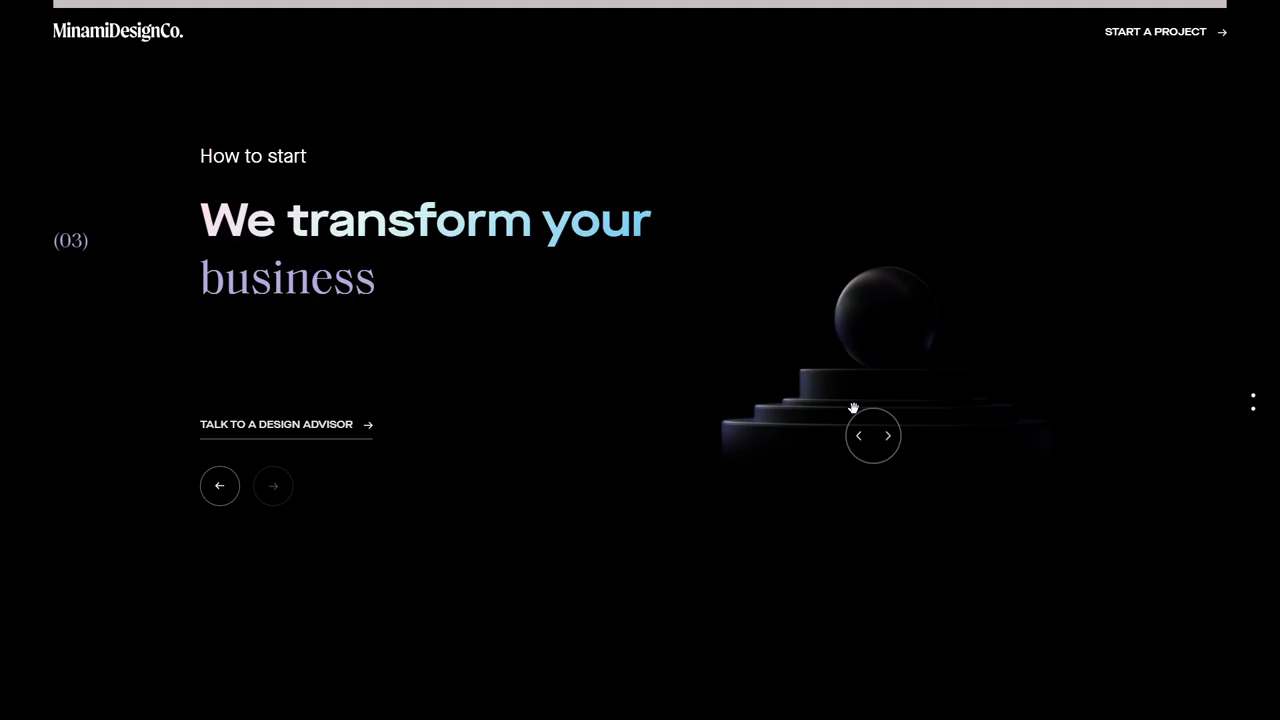 MinamiDesignCo.
START A PROJECT
How to start
We transform your
(03)
business
TALK TO A DESIGN ADVISOR